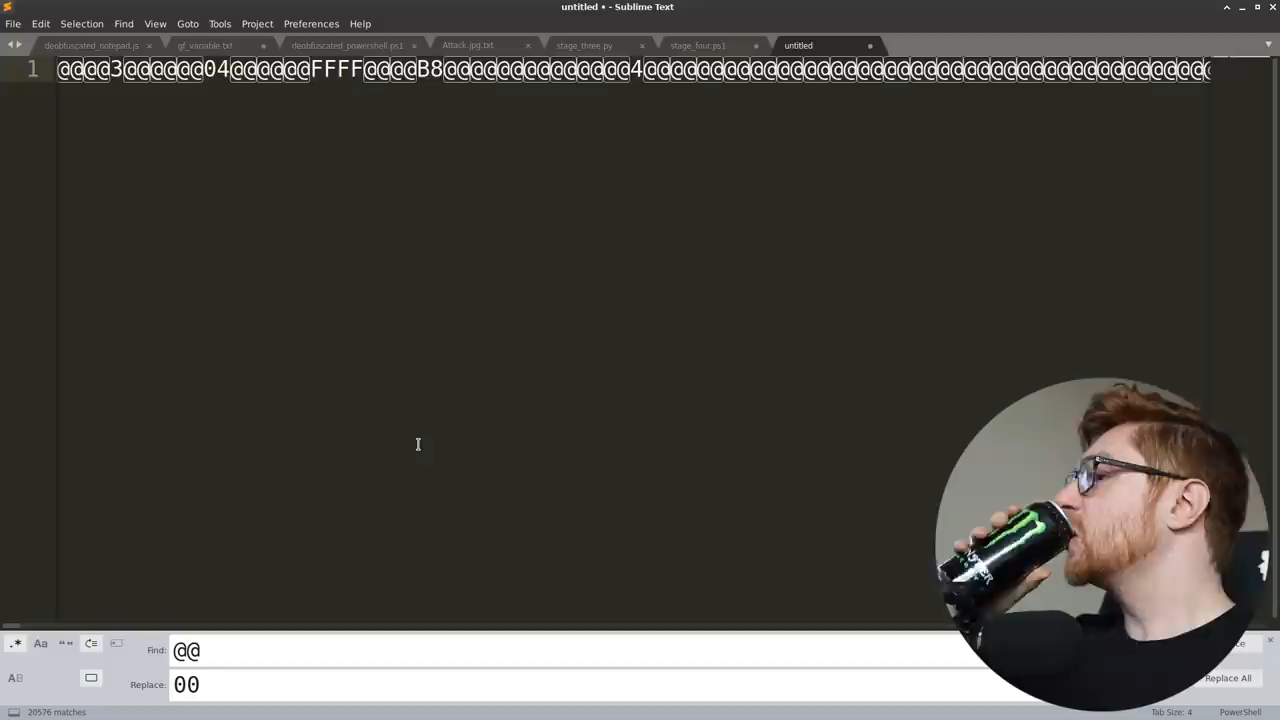 untitled • - Sublime Text
File Edit Selection Find View Goto Tools Project Preferences Help
deobfuscated_notepad.js gf_variable.txt deobfuscated_powershell.ps1 Attack.jpg.txt stage_three.py stage_four.ps1 untitled
1 @@@@3@@@@@@04@@@@@@FFFF@@@@B8@@@@@@@@@@@@@@4@@@@@@@@@@@@@@@@@@@@@@@@@@@@@@@@@@@@@@@@@@
Find: @@
Replace: 00
Replace All
20576 matches Tab Size: 4 PowerShell
MONSTER